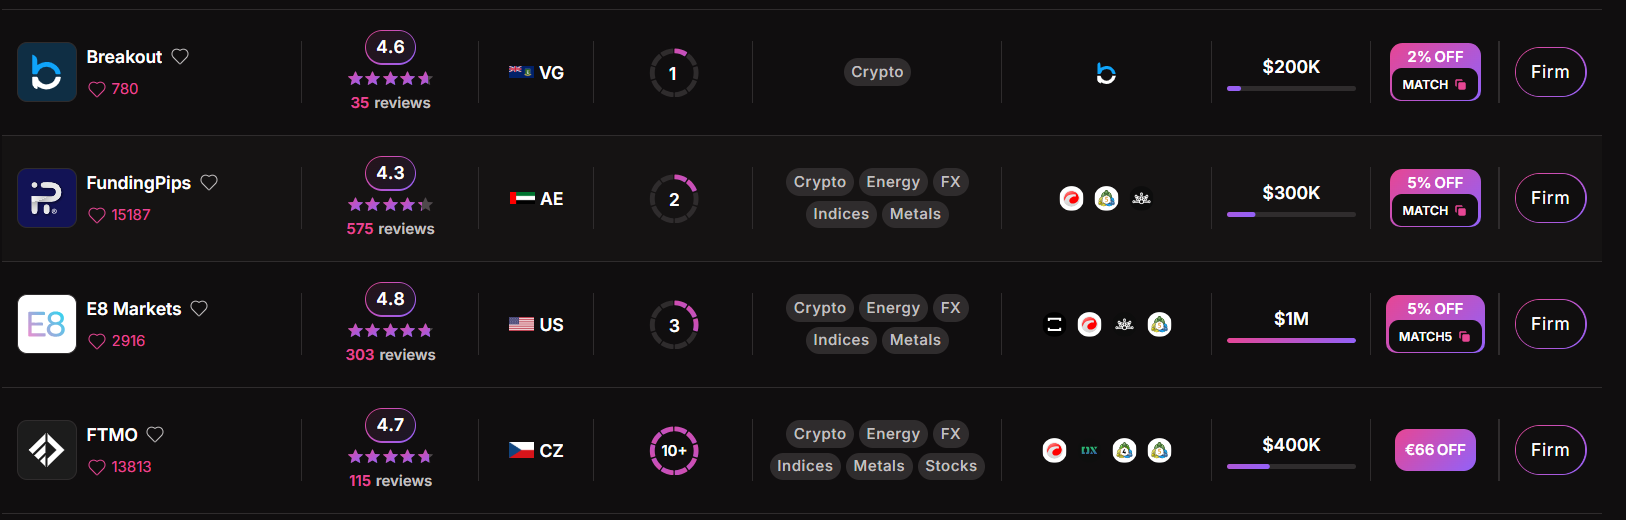 Breakout
780
4.6
35 reviews
VG
1
Crypto
$200K
2% OFF
MATCH
Firm
FundingPips
15187
4.3
575 reviews
AE
2
Crypto Energy FX
Indices Metals
$300K
5% OFF
MATCH
Firm
E8
E8 Markets
2916
4.8
303 reviews
US
3
Crypto Energy FX
Indices Metals
$1M
5% OFF
MATCH5
Firm
FTMO
13813
4.7
115 reviews
CZ
10+
Crypto Energy FX
Indices Metals Stocks
$400K
€66 OFF
Firm